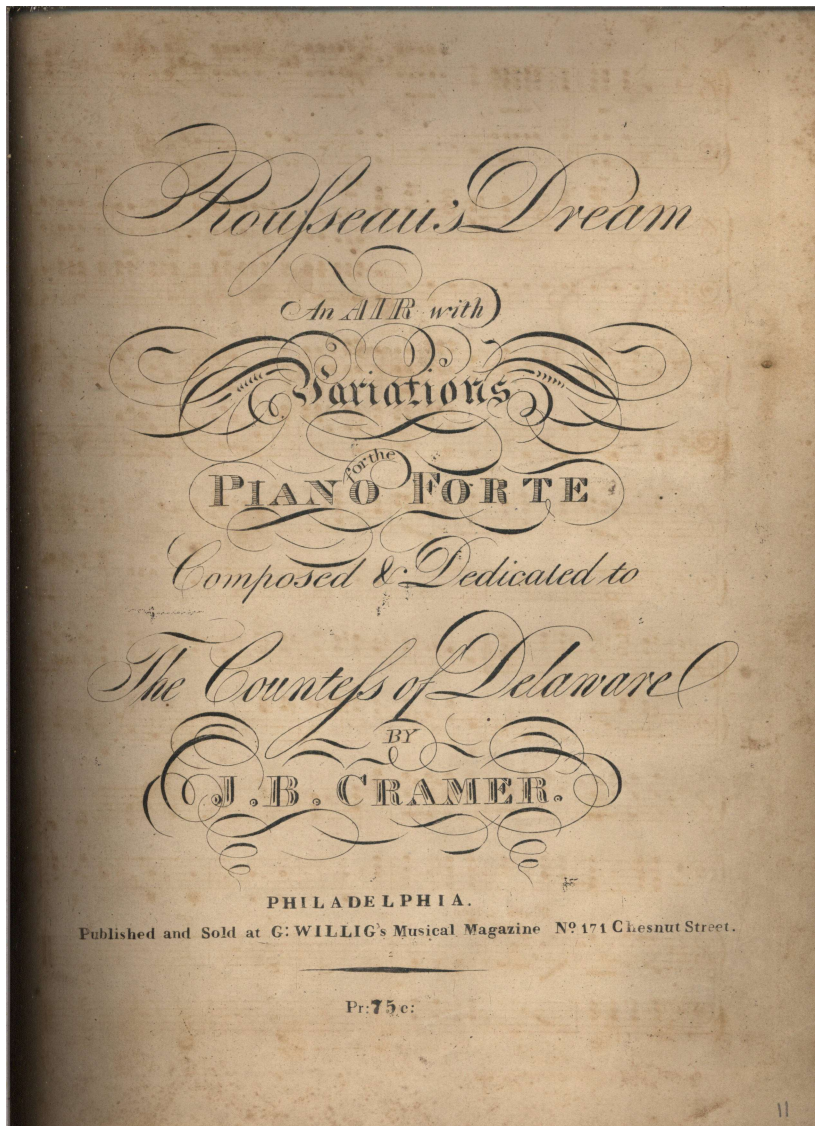 Rouſseau's Dream
An AIR with
Variations
for the
PIANO FORTE
Composed & Dedicated to
The Counteſs of Delaware
BY
J. B. CRAMER.
PHILADELPHIA.
Published and Sold at G: WILLIG's Musical Magazine Nº 171 Chesnut Street.
Pr: 75 c:
11